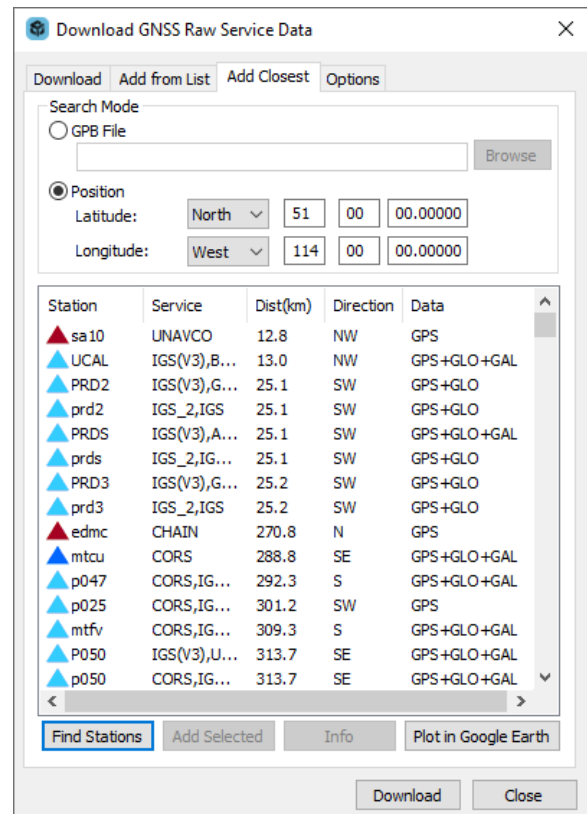 Download GNSS Raw Service Data
Download Add from List Add Closest Options
Search Mode
GPB File
Browse
Position
Latitude: North 51 00 00.00000
Longitude: West 114 00 00.00000
Station Service Dist(km) Direction Data
sa10 UNAVCO 12.8 NW GPS
UCAL IGS(V3),B... 13.0 NW GPS+GLO+GAL
PRD2 IGS(V3),G... 25.1 SW GPS+GLO
prd2 IGS_2,IGS 25.1 SW GPS+GLO
PRDS IGS(V3),A... 25.1 SW GPS+GLO+GAL
prds IGS_2,IG... 25.1 SW GPS+GLO
PRD3 IGS(V3),G... 25.2 SW GPS+GLO
prd3 IGS_2,IGS 25.2 SW GPS+GLO
edmc CHAIN 270.8 N GPS
mtcu CORS 288.8 SE GPS+GLO+GAL
p047 CORS,IG... 292.3 S GPS+GLO+GAL
p025 CORS,IG... 301.2 SW GPS
mtfv CORS,IG... 309.3 S GPS+GLO+GAL
P050 IGS(V3),U... 313.7 SE GPS+GLO+GAL
p050 CORS,IG... 313.7 SE GPS+GLO+GAL
Find Stations Add Selected Info Plot in Google Earth
Download Close